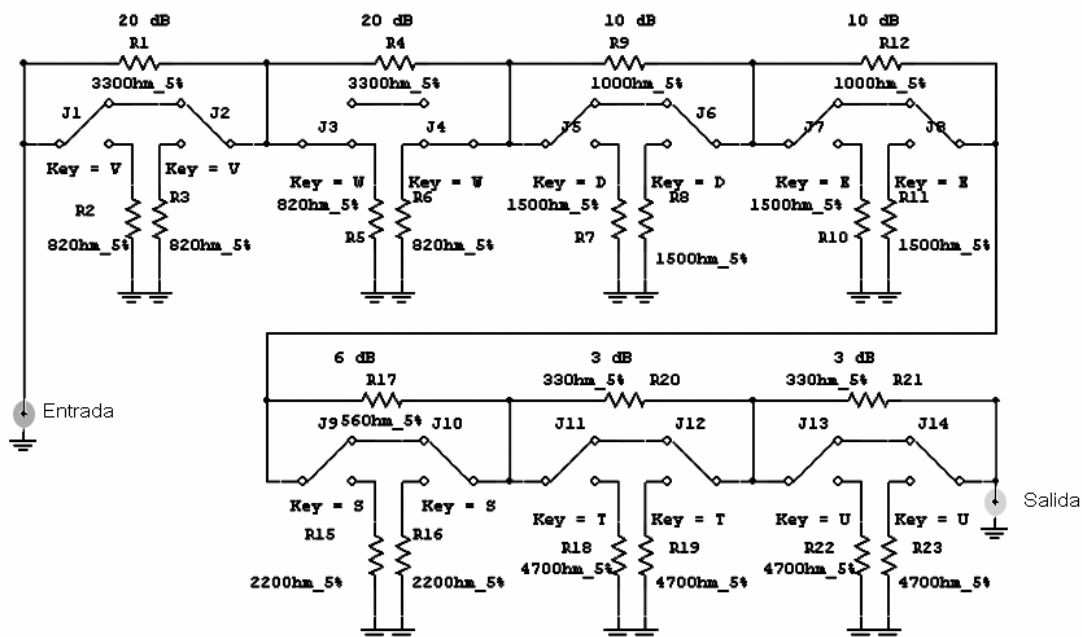 20 dB
20 dB
10 dB
10 dB
R1
R4
R9
R12
3300hm_5%
3300hm_5%
1000hm_5%
1000hm_5%
J1
J2
J3
J4
J5
J6
J7
J8
Key = V
Key = V
Key = W
Key = W
Key = D
Key = D
Key = E
Key = E
R2
R3
820hm_5%
R6
1500hm_5%
R8
1500hm_5%
R11
820hm_5%
820hm_5%
R5
820hm_5%
R7
1500hm_5%
R10
1500hm_5%
6 dB
3 dB
3 dB
R17
330hm_5%
R20
330hm_5%
R21
Entrada
J9
560hm_5%
J10
J11
J12
J13
J14
Salida
Key = S
Key = S
Key = T
Key = T
Key = U
Key = U
R15
R16
R18
R19
R22
R23
2200hm_5%
2200hm_5%
4700hm_5%
4700hm_5%
4700hm_5%
4700hm_5%